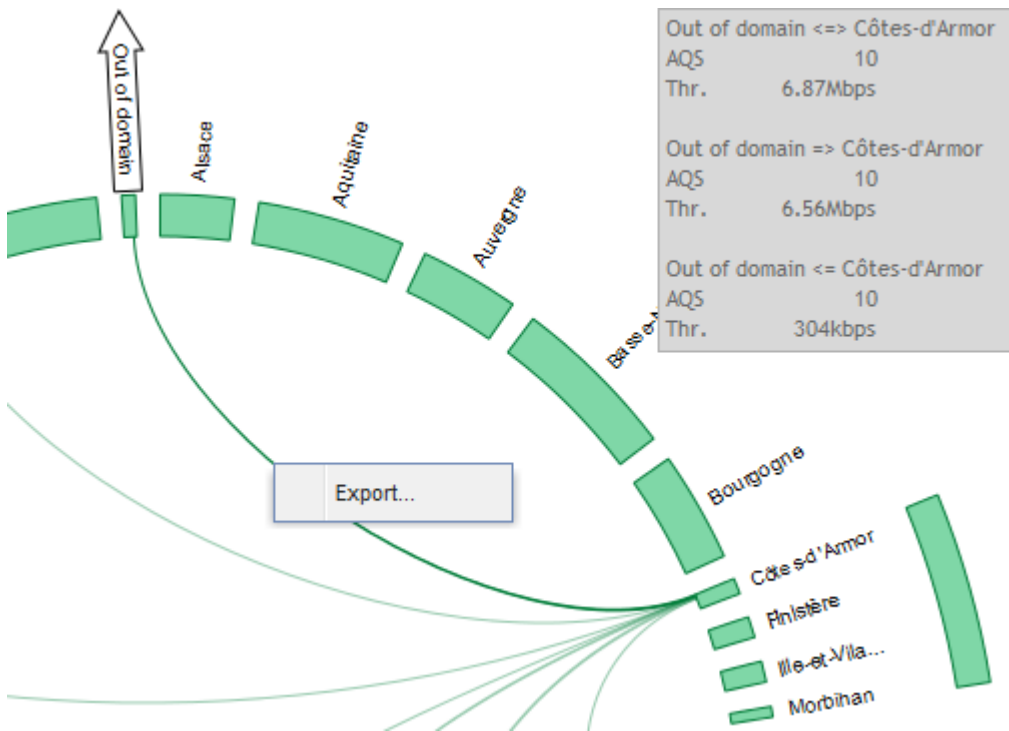 Out of domain <=> Côtes-d'Armor
AQS 10
Thr. 6.87Mbps
Out of domain => Côtes-d'Armor
AQS 10
Thr. 6.56Mbps
Out of domain <= Côtes-d'Armor
AQS 10
Thr. 304kbps
Out of domain
Alsace
Aquitaine
Auvergne
Basse-
Bourgogne
Côtes-d'Armor
Finistère
Ille-et-Vila...
Morbihan
Export...